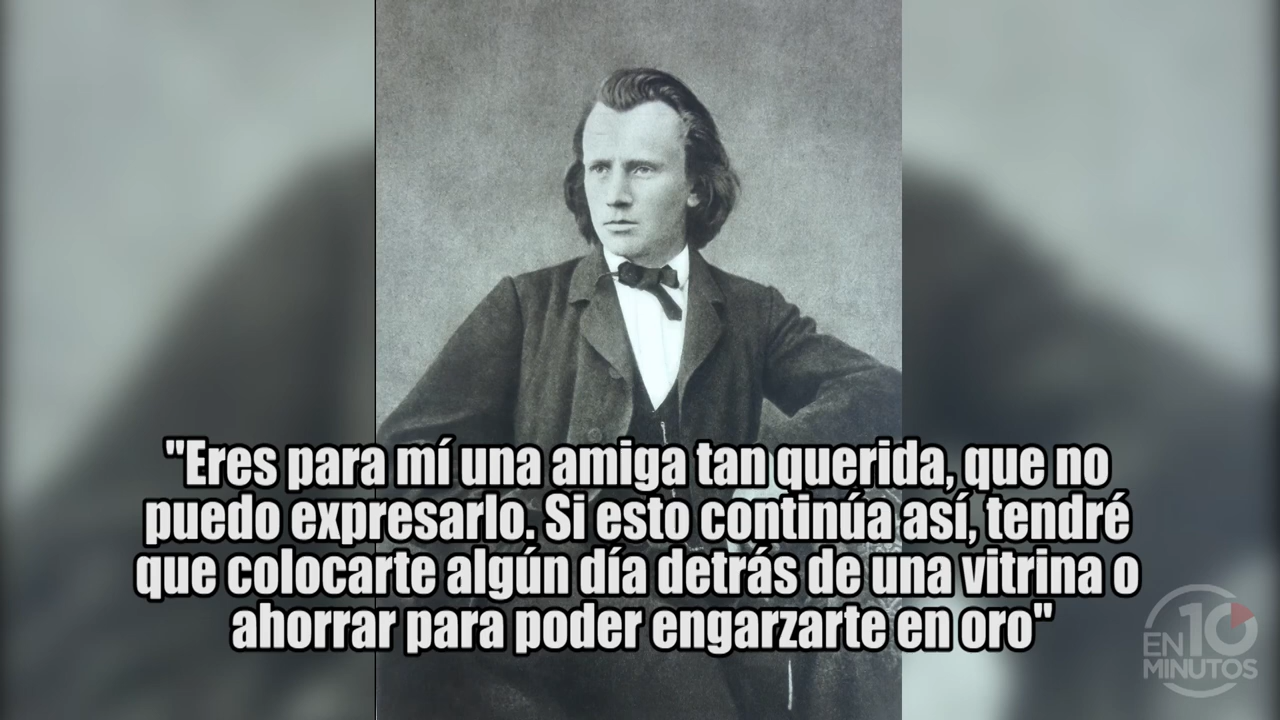 "Eres para mí una amiga tan querida, que no
puedo expresarlo. Si esto continúa así, tendré
que colocarte algún día detrás de una vitrina o
ahorrar para poder engarzarte en oro"
EN 10
MINUTOS